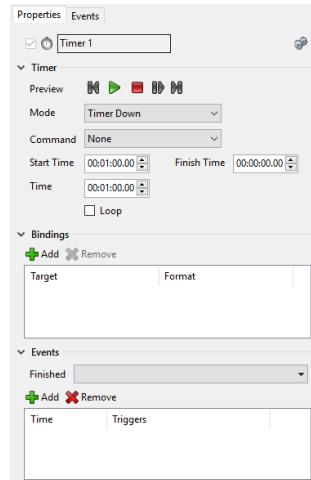 Properties Events
Timer 1
Timer
Preview
Mode Timer Down
Command None
Start Time 00:01:00.00 Finish Time 00:00:00.00
Time 00:01:00.00
Loop
Bindings
Add Remove
Target Format
Events
Finished
Add Remove
Time Triggers